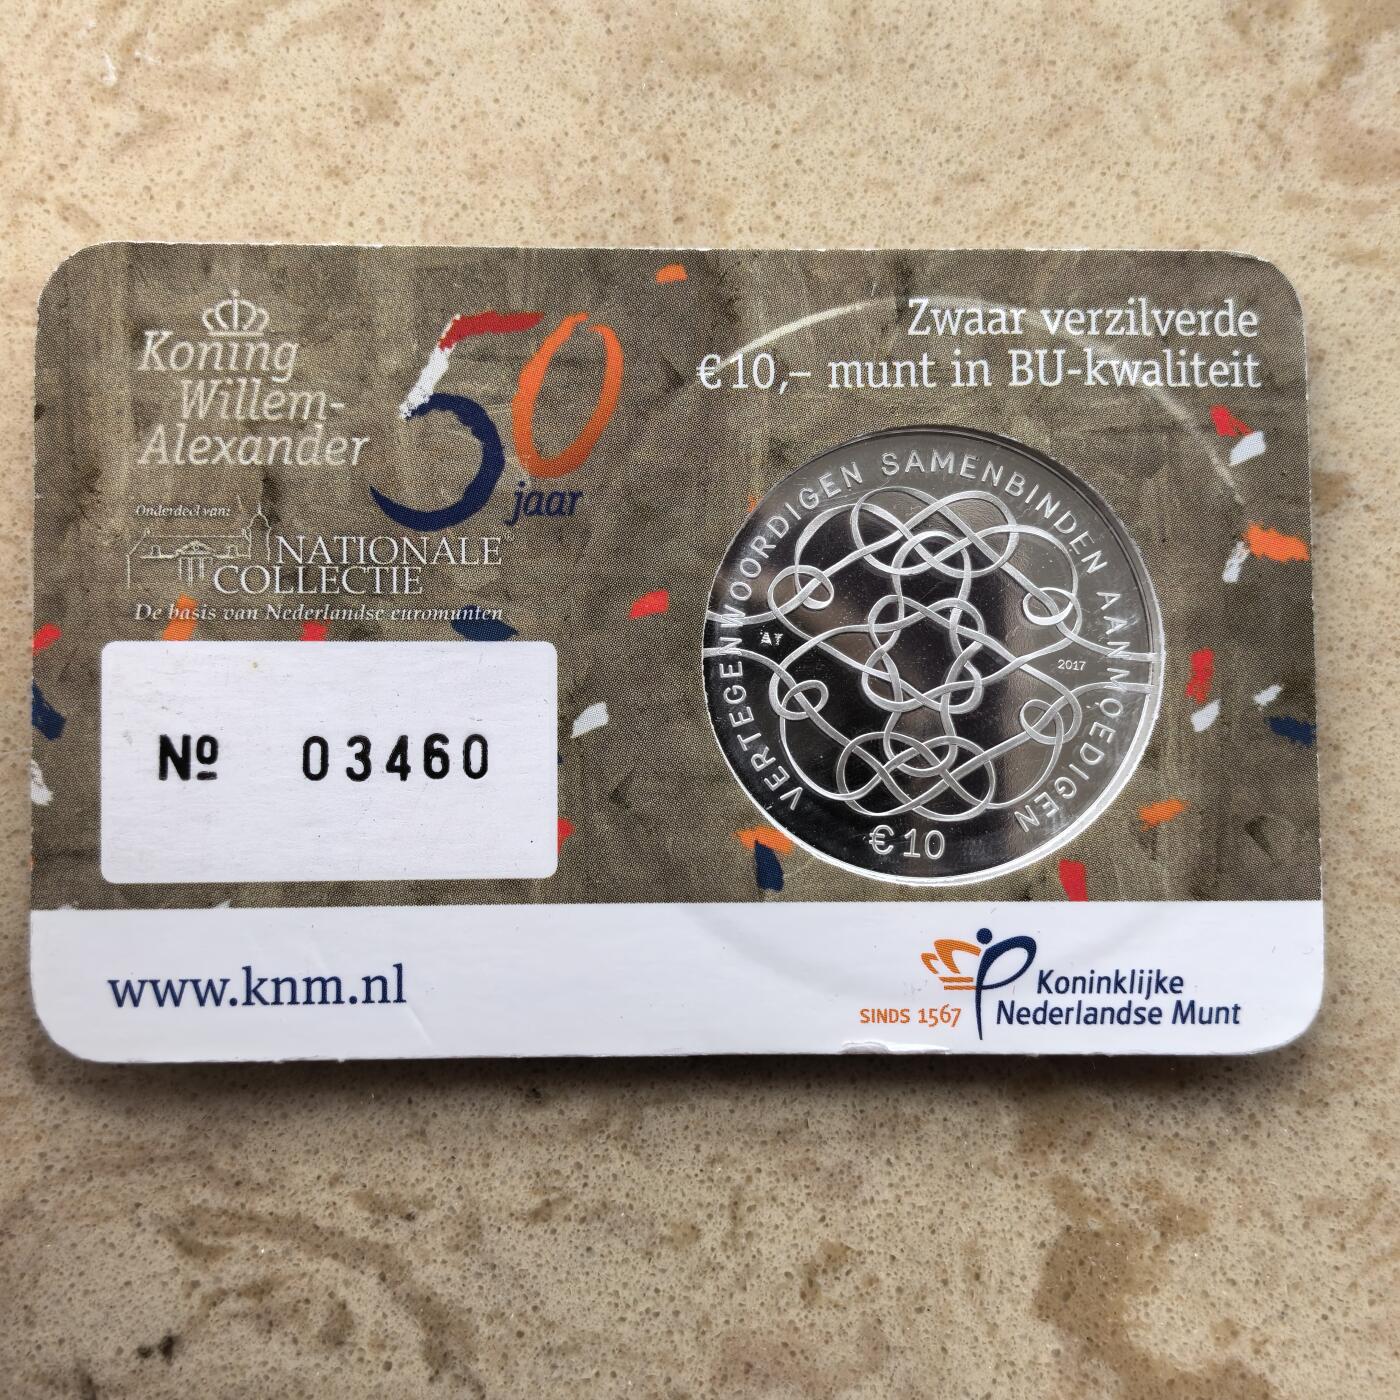 Koning
Willem-
Alexander
50
jaar
Onderdeel van:
NATIONALE
COLLECTIE
De basis van Nederlandse euromunten
Zwaar verzilverde
€ 10,– munt in BU-kwaliteit
VERTEGENWOORDIGEN SAMENBINDEN AANMOEDIGEN
2017
€ 10
Nº 03460
www.knm.nl
SINDS 1567
Koninklijke
Nederlandse Munt